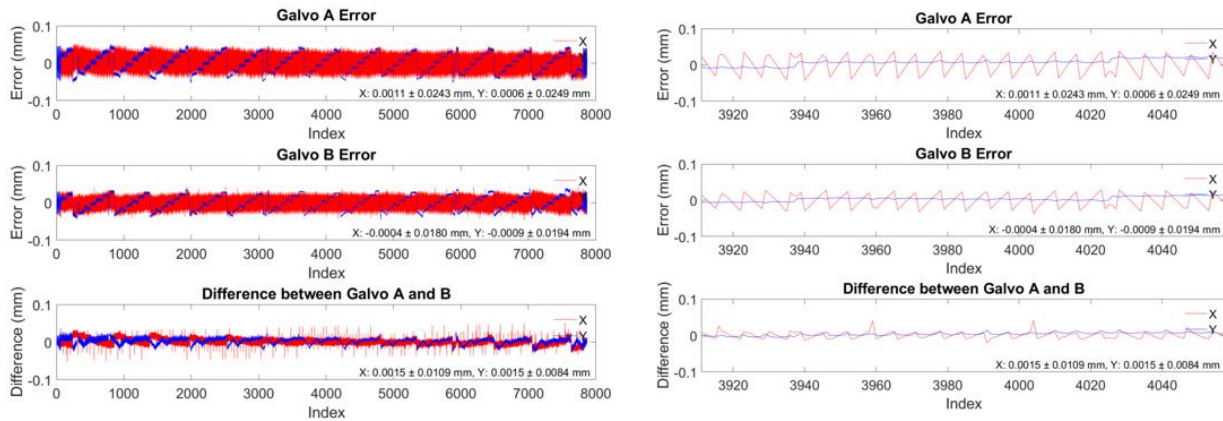 Galvo A Error
0.1
0
-0.1
Error (mm)
X
Y
X: 0.0011 ± 0.0243 mm, Y: 0.0006 ± 0.0249 mm
0 1000 2000 3000 4000 5000 6000 7000 8000
Index
Galvo B Error
0.1
0
-0.1
Error (mm)
X
Y
X: -0.0004 ± 0.0180 mm, Y: -0.0009 ± 0.0194 mm
0 1000 2000 3000 4000 5000 6000 7000 8000
Index
Difference between Galvo A and B
0.1
0
-0.1
Difference (mm)
X
Y
X: 0.0015 ± 0.0109 mm, Y: 0.0015 ± 0.0084 mm
0 1000 2000 3000 4000 5000 6000 7000 8000
Index
Galvo A Error
0.1
0
-0.1
Error (mm)
X
Y
X: 0.0011 ± 0.0243 mm, Y: 0.0006 ± 0.0249 mm
3920 3940 3960 3980 4000 4020 4040
Index
Galvo B Error
0.1
0
-0.1
Error (mm)
X
Y
X: -0.0004 ± 0.0180 mm, Y: -0.0009 ± 0.0194 mm
3920 3940 3960 3980 4000 4020 4040
Index
Difference between Galvo A and B
0.1
0
-0.1
Difference (mm)
X
Y
X: 0.0015 ± 0.0109 mm, Y: 0.0015 ± 0.0084 mm
3920 3940 3960 3980 4000 4020 4040
Index